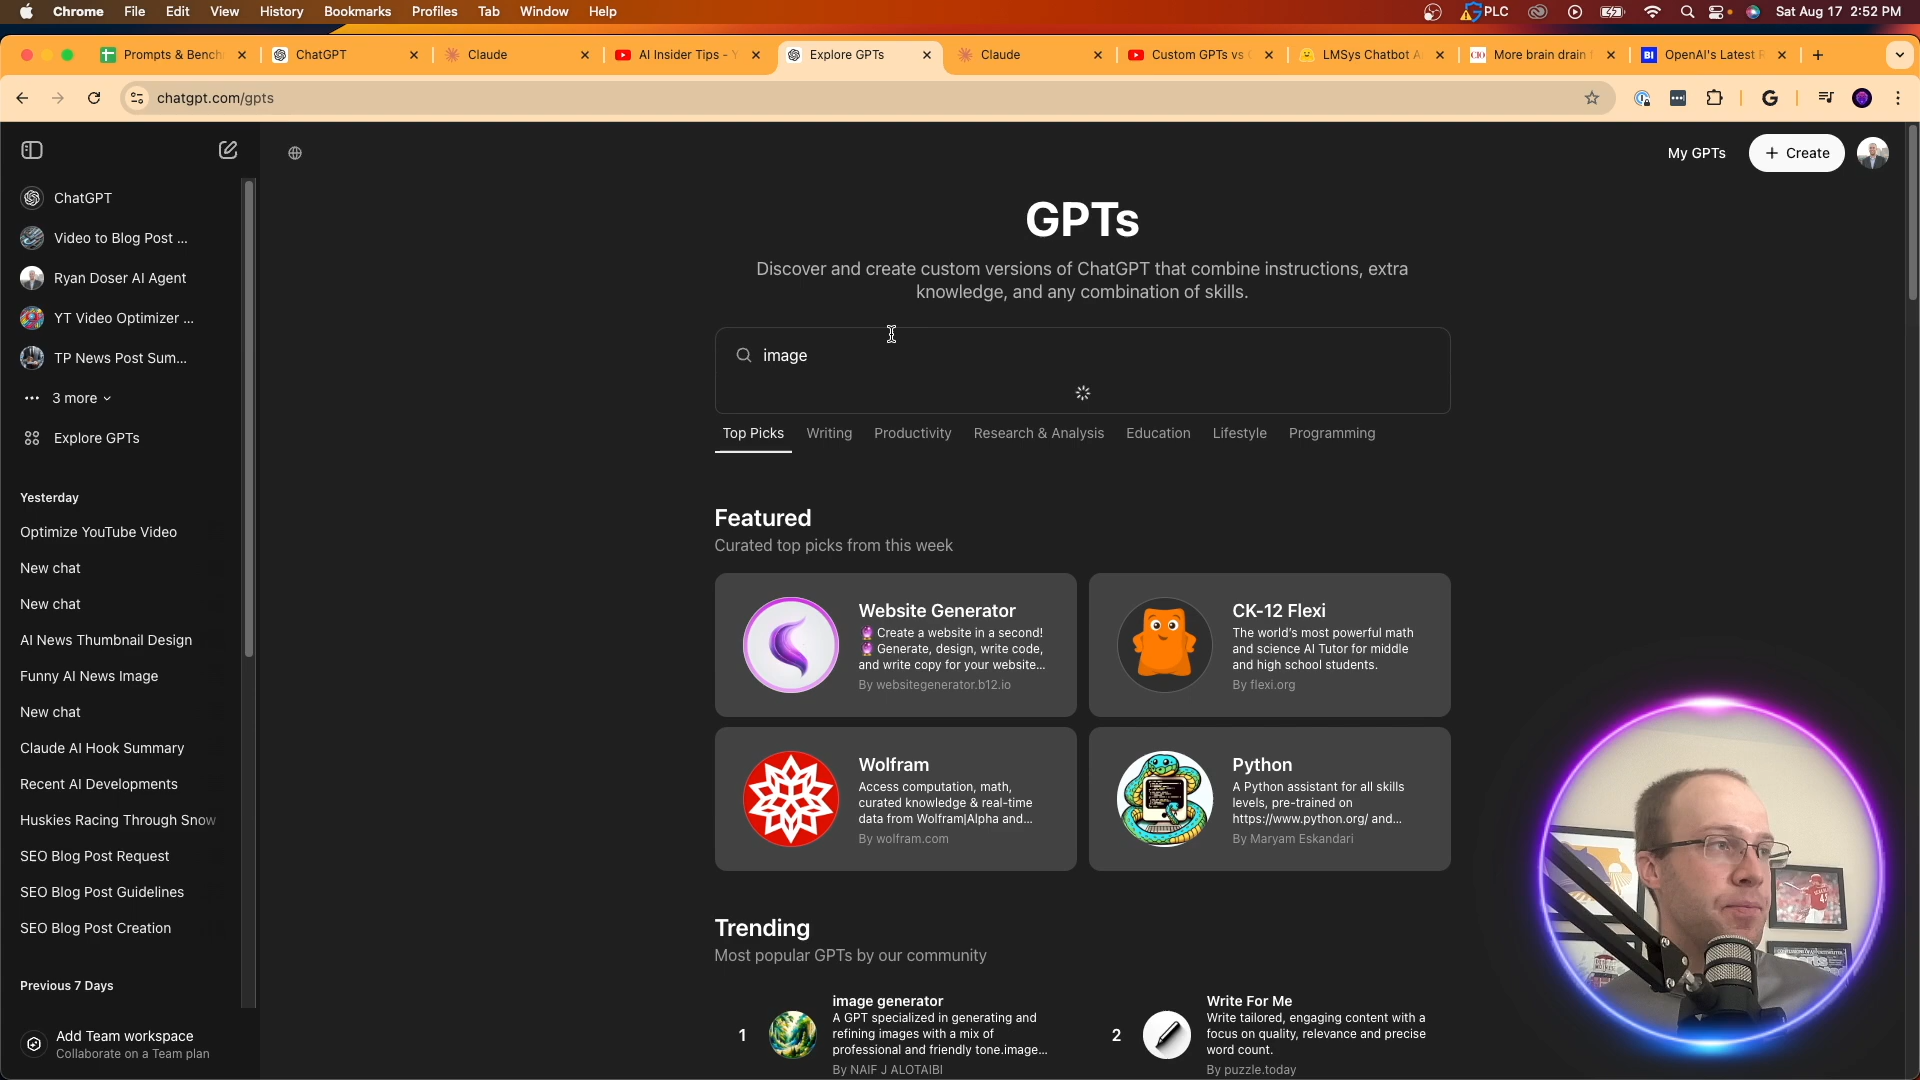 Chrome File Edit View History Bookmarks Profiles Tab Window Help
PLC
Sat Aug 17 2:52 PM
Prompts & Bench
ChatGPT
Claude
AI Insider Tips - Y
Explore GPTs
Claude
Custom GPTs vs
LMSys Chatbot A
More brain drain
BI
OpenAI's Latest R
chatgpt.com/gpts
My GPTs
+ Create
ChatGPT
Video to Blog Post ...
Ryan Doser AI Agent
YT Video Optimizer ...
TP News Post Sum...
3 more
Explore GPTs
Yesterday
Optimize YouTube Video
New chat
New chat
AI News Thumbnail Design
Funny AI News Image
New chat
Claude AI Hook Summary
Recent AI Developments
Huskies Racing Through Snow
SEO Blog Post Request
SEO Blog Post Guidelines
SEO Blog Post Creation
Previous 7 Days
Add Team workspace
Collaborate on a Team plan
GPTs
Discover and create custom versions of ChatGPT that combine instructions, extra
knowledge, and any combination of skills.
image
Top Picks Writing Productivity Research & Analysis Education Lifestyle Programming
Featured
Curated top picks from this week
Website Generator
Create a website in a second!
Generate, design, write code,
and write copy for your website...
By websitegenerator.b12.io
CK-12 Flexi
The world's most powerful math
and science AI Tutor for middle
and high school students.
By flexi.org
Wolfram
Access computation, math,
curated knowledge & real-time
data from Wolfram|Alpha and...
By wolfram.com
Python
A Python assistant for all skills
levels, pre-trained on
https://www.python.org/ and...
By Maryam Eskandari
Trending
Most popular GPTs by our community
1
image generator
A GPT specialized in generating and
refining images with a mix of
professional and friendly tone.image...
By NAIF J ALOTAIBI
2
Write For Me
Write tailored, engaging content with a
focus on quality, relevance and precise
word count.
By puzzle.today